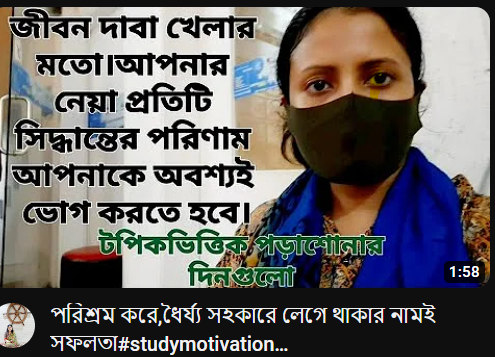 জীবন দাবা খেলার
মতো।আপনার
নেয়া প্রতিটি
সিদ্ধান্তের পরিণাম
আপনাকে অবশ্যই
ভোগ করতে হবে।
টপিকভিত্তিক পড়াশোনার
দিনগুলো
1:58
পরিশ্রম করে,ধৈর্য্য সহকারে লেগে থাকার নামই
সফলতা#studymotivation...